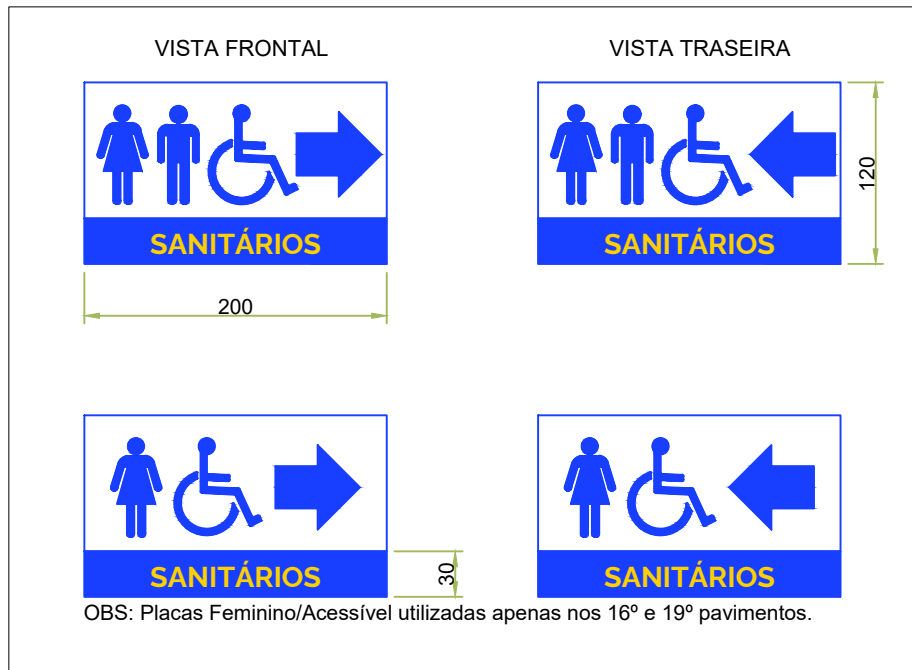 VISTA FRONTAL
VISTA TRASEIRA
SANITÁRIOS
SANITÁRIOS
120
200
SANITÁRIOS
SANITÁRIOS
30
OBS: Placas Feminino/Acessível utilizadas apenas nos 16º e 19º pavimentos.